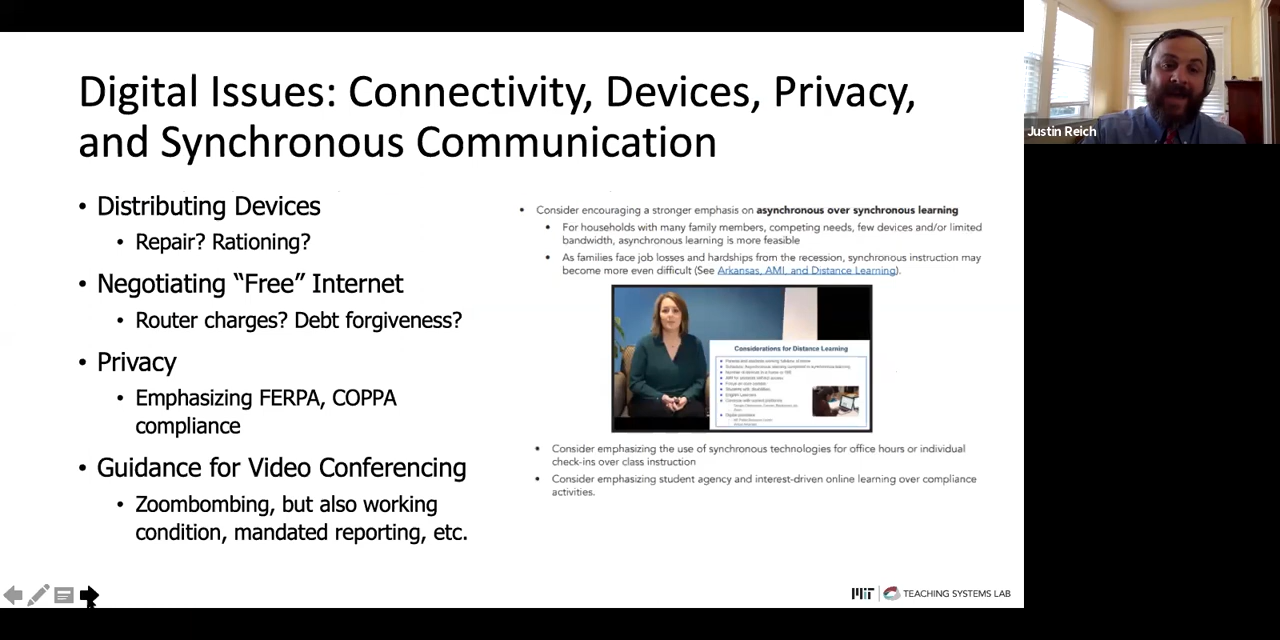 Digital Issues: Connectivity, Devices, Privacy,
and Synchronous Communication
• Distributing Devices
• Repair? Rationing?
• Negotiating “Free” Internet
• Router charges? Debt forgiveness?
• Privacy
• Emphasizing FERPA, COPPA
compliance
• Guidance for Video Conferencing
• Zoombombing, but also working
condition, mandated reporting, etc.
• Consider encouraging a stronger emphasis on asynchronous over synchronous learning
• For households with many family members, competing needs, few devices and/or limited
bandwidth, asynchronous learning is more feasible
• As families face job losses and hardships from the recession, synchronous instruction may
become more even difficult (See Arkansas, AMI, and Distance Learning).
Considerations for Distance Learning
• Consider emphasizing the use of synchronous technologies for office hours or individual
check-ins over class instruction
• Consider emphasizing student agency and interest-driven online learning over compliance
activities.
MIT TEACHING SYSTEMS LAB
Justin Reich